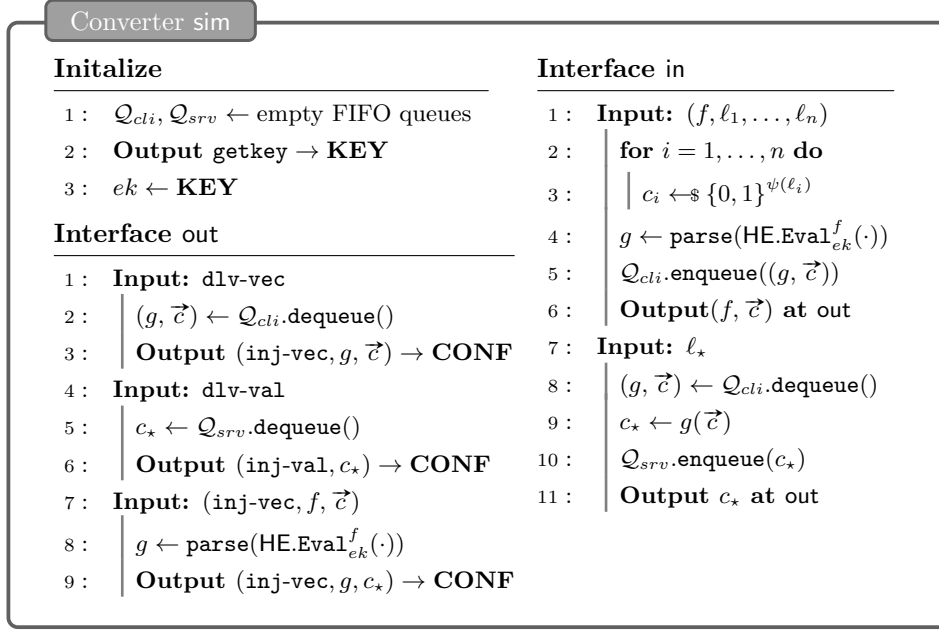 Converter sim
Initalize
1 : 𝒬_cli, 𝒬_srv ← empty FIFO queues
2 : Output getkey → KEY
3 : ek ← KEY
Interface out
1 : Input: dlv-vec
2 : (g, c⃗) ← 𝒬_cli.dequeue()
3 : Output (inj-vec, g, c⃗) → CONF
4 : Input: dlv-val
5 : c⋆ ← 𝒬_srv.dequeue()
6 : Output (inj-val, c⋆) → CONF
7 : Input: (inj-vec, f, c⃗)
8 : g ← parse(HE.Eval^f_ek(·))
9 : Output (inj-vec, g, c⋆) → CONF
Interface in
1 : Input: (f, ℓ₁, …, ℓₙ)
2 : for i = 1, …, n do
3 : c_i ←$ {0, 1}^ψ(ℓ_i)
4 : g ← parse(HE.Eval^f_ek(·))
5 : 𝒬_cli.enqueue((g, c⃗))
6 : Output(f, c⃗) at out
7 : Input: ℓ⋆
8 : (g, c⃗) ← 𝒬_cli.dequeue()
9 : c⋆ ← g(c⃗)
10 : 𝒬_srv.enqueue(c⋆)
11 : Output c⋆ at out